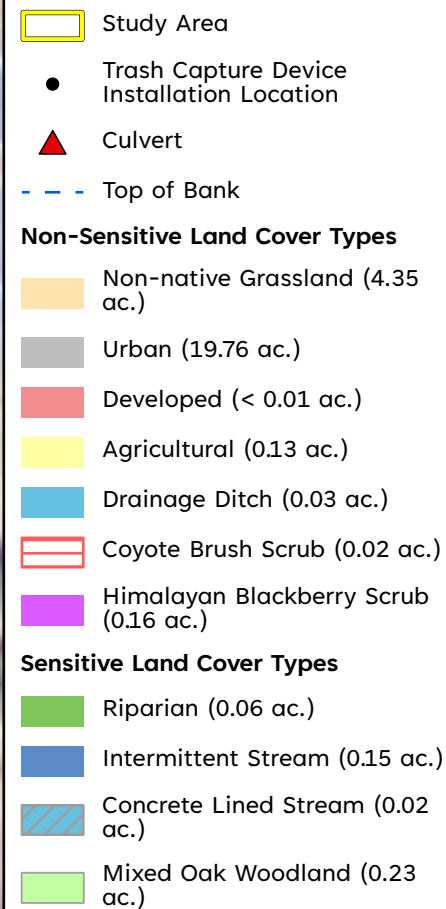 Study Area
Trash Capture Device
Installation Location
Culvert
Top of Bank
Non-Sensitive Land Cover Types
Non-native Grassland (4.35
ac.)
Urban (19.76 ac.)
Developed (< 0.01 ac.)
Agricultural (0.13 ac.)
Drainage Ditch (0.03 ac.)
Coyote Brush Scrub (0.02 ac.)
Himalayan Blackberry Scrub
(0.16 ac.)
Sensitive Land Cover Types
Riparian (0.06 ac.)
Intermittent Stream (0.15 ac.)
Concrete Lined Stream (0.02
ac.)
Mixed Oak Woodland (0.23
ac.)